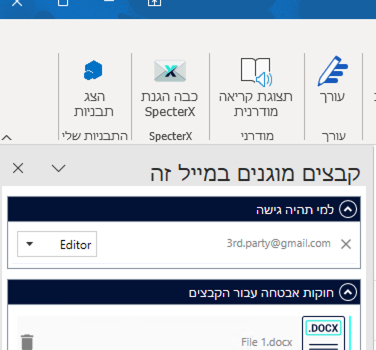 עורך
תצוגת קריאה
מודרנית
כבה הגנת
SpecterX
הצג
תבניות
עורך
מודרני
SpecterX
התבניות שלי
קבצים מוגנים במייל זה
למי תהיה גישה
3rd.party@gmail.com
Editor
חוקות אבטחה עבור הקבצים
.DOCX
File 1.docx